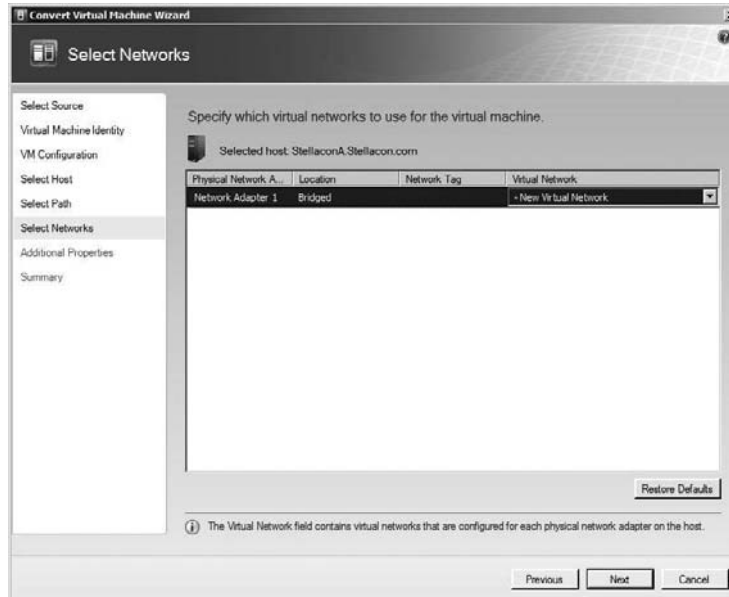 Convert Virtual Machine Wizard
Select Networks
Select Source
Virtual Machine Identity
VM Configuration
Select Host
Select Path
Select Networks
Additional Properties
Summary
Specify which virtual networks to use for the virtual machine.
Selected host: StellaconA.Stellacon.com
Physical Network A... Location Network Tag Virtual Network
Network Adapter 1 Bridged -New Virtual Network
Restore Defaults
The Virtual Network field contains virtual networks that are configured for each physical network adapter on the host.
Previous Next Cancel